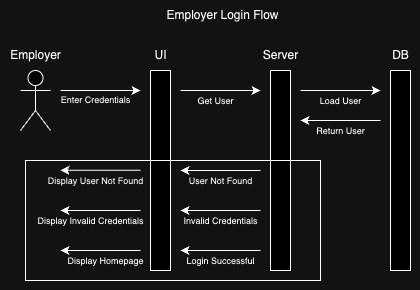 Employer Login Flow
Employer UI Server DB
Enter Credentials Get User Load User
Return User
Display User Not Found User Not Found
Display Invalid Credentials Invalid Credentials
Display Homepage Login Successful